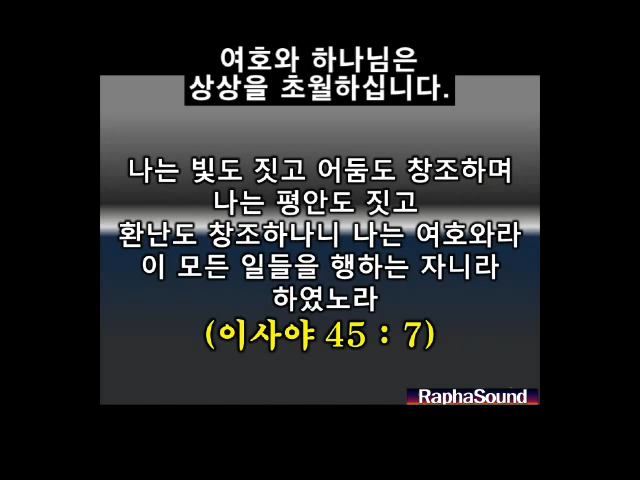 여호와 하나님은
상상을 초월하십니다.
나는 빛도 짓고 어둠도 창조하며
나는 평안도 짓고
환난도 창조하나니 나는 여호와라
이 모든 일들을 행하는 자니라
하였노라
(이사야 45 : 7)
RaphaSound